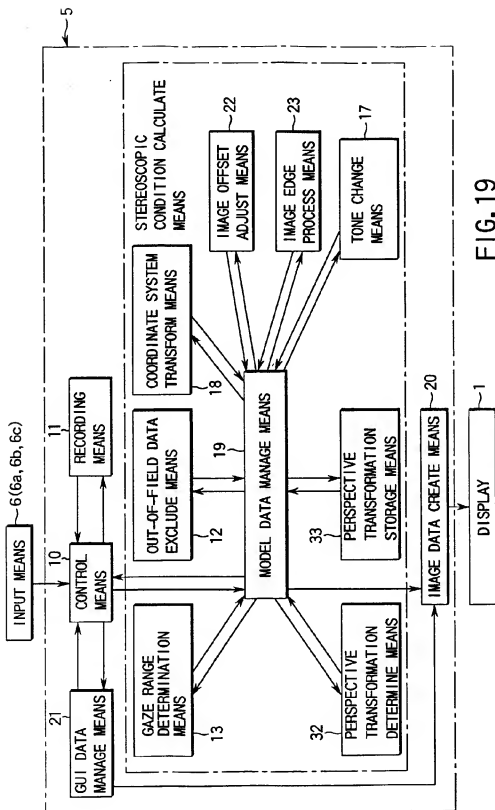 INPUT MEANS
6(6a, 6b, 6c)
5
21
GUI DATA
MANAGE MEANS
10
CONTROL
MEANS
11
RECORDING
MEANS
STEREOSCOPIC
CONDITION CALCULATE
MEANS
GAZE RANGE
DETERMINATION
MEANS
13
OUT-OF-FIELD DATA
EXCLUDE MEANS
12
COORDINATE SYSTEM
TRANSFORM MEANS
18
IMAGE OFFSET
ADJUST MEANS
22
IMAGE EDGE
PROCESS MEANS
23
TONE CHANGE
MEANS
17
19
MODEL DATA MANAGE MEANS
32
PERSPECTIVE
TRANSFORMATION
DETERMINE MEANS
33
PERSPECTIVE
TRANSFORMATION
STORAGE MEANS
IMAGE DATA CREATE MEANS
20
DISPLAY
1
FIG. 19